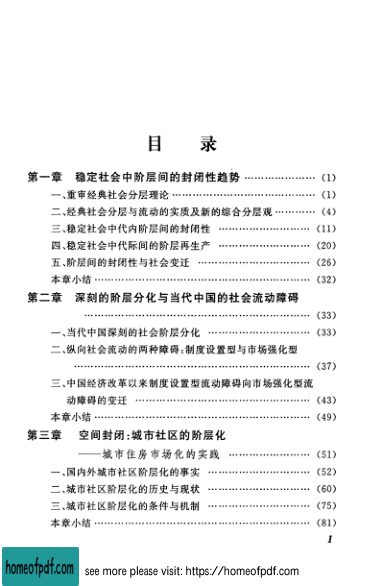 目 录
第一章 稳定社会中阶层间的封闭性趋势 …………………（1）
一、重审经典社会分层理论 ……………………………………（1）
二、经典社会分层与流动的实质及新的综合分层观 …………（4）
三、稳定社会中代内阶层间的封闭性 ………………………（11）
四、稳定社会中代际间的阶层再生产 ………………………（20）
五、阶层间的封闭性与社会变迁 ……………………………（26）
本章小结 …………………………………………………………（32）
第二章 深刻的阶层分化与当代中国的社会流动障碍
……………………………………………………………（33）
一、当代中国深刻的社会阶层分化 …………………………（33）
二、纵向社会流动的两种障碍：制度设置型与市场强化型
………………………………………………………………（37）
三、中国经济改革以来制度设置型流动障碍向市场强化型流
动障碍的变迁 ………………………………………………（43）
本章小结 …………………………………………………………（49）
第三章 空间封闭：城市社区的阶层化
——城市住房市场化的实践 …………………（51）
一、国内外城市社区阶层化的事实 …………………………（52）
二、城市社区阶层化的历史与现状 …………………………（60）
三、城市社区阶层化的条件与机制 …………………………（75）
本章小结 …………………………………………………………（81）
1
homeofpdf.com see more please visit: https://homeofpdf.com